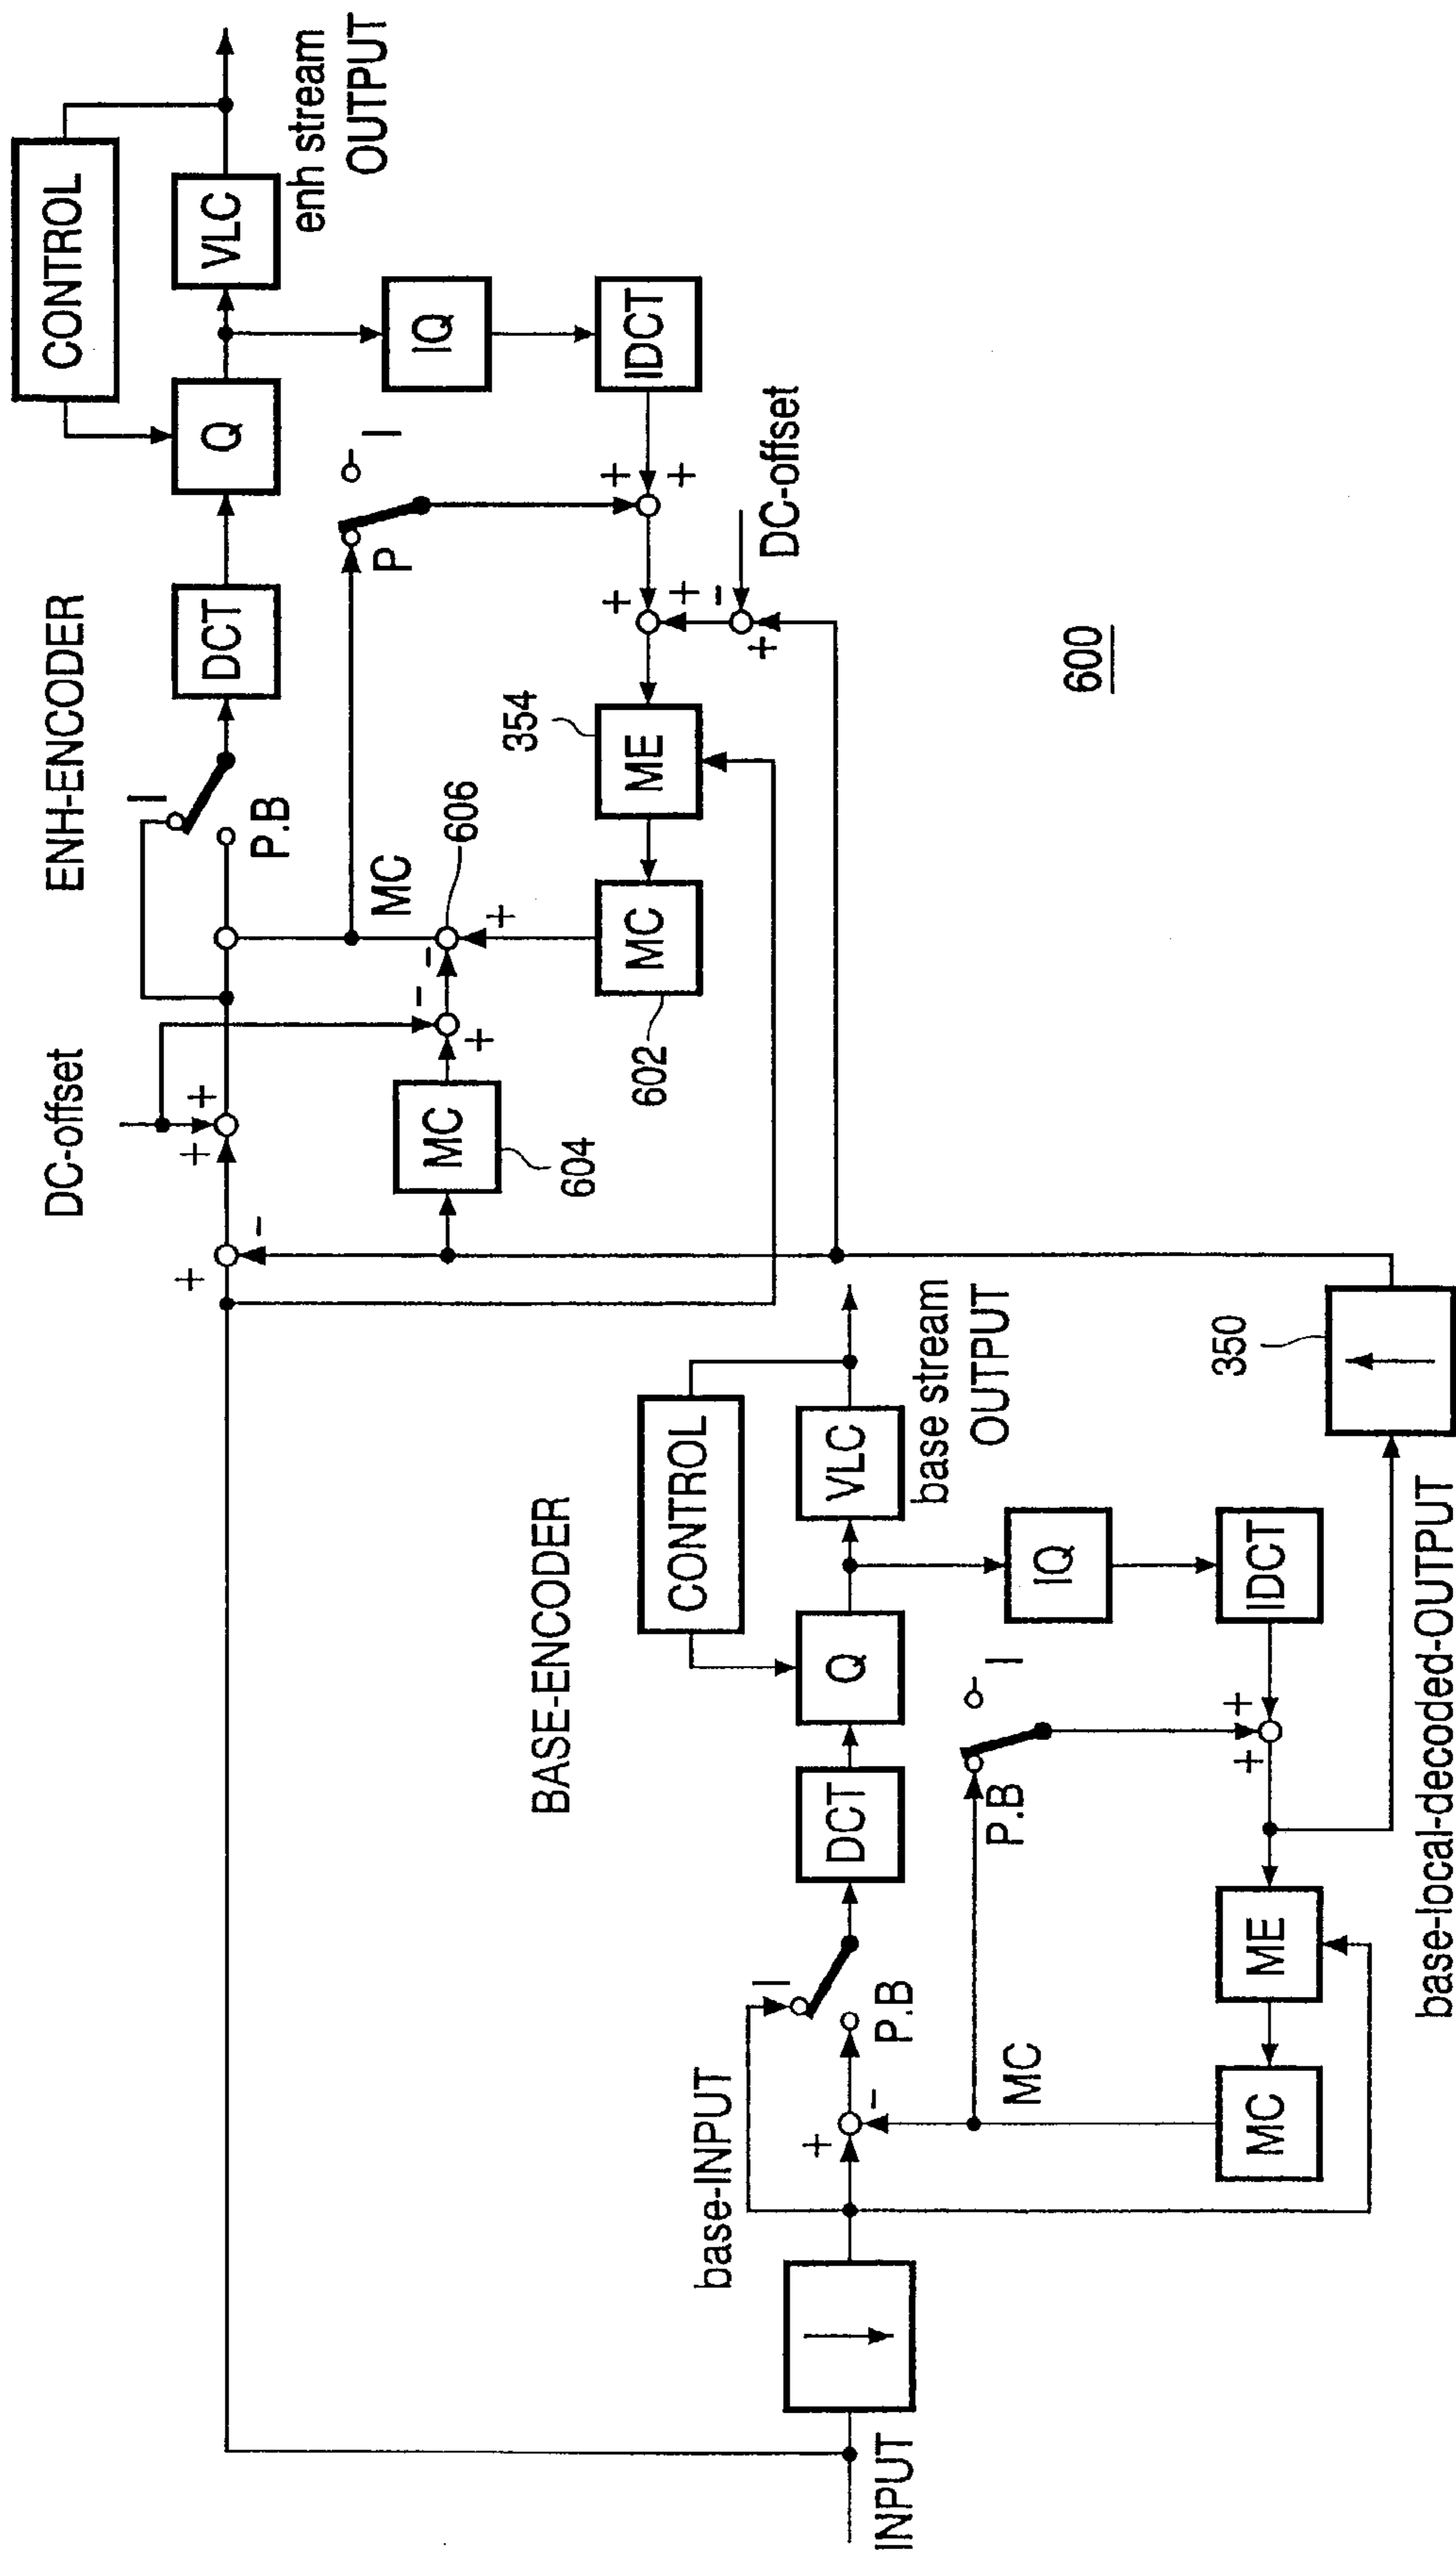 DC-offset
ENH-ENCODER
CONTROL
I
P.B
DCT
Q
VLC
enh stream
OUTPUT
+
+
+
-
MC
604
+
-
-
606
MC
+
P
I
IQ
MC
602
ME
354
+
+
+
+
-
+
IDCT
DC-offset
600
BASE-ENCODER
CONTROL
base-INPUT
I
P.B
INPUT
+
-
DCT
Q
VLC
base stream
OUTPUT
MC
P.B
I
IQ
MC
ME
+
+
IDCT
350
base-local-decoded-OUTPUT